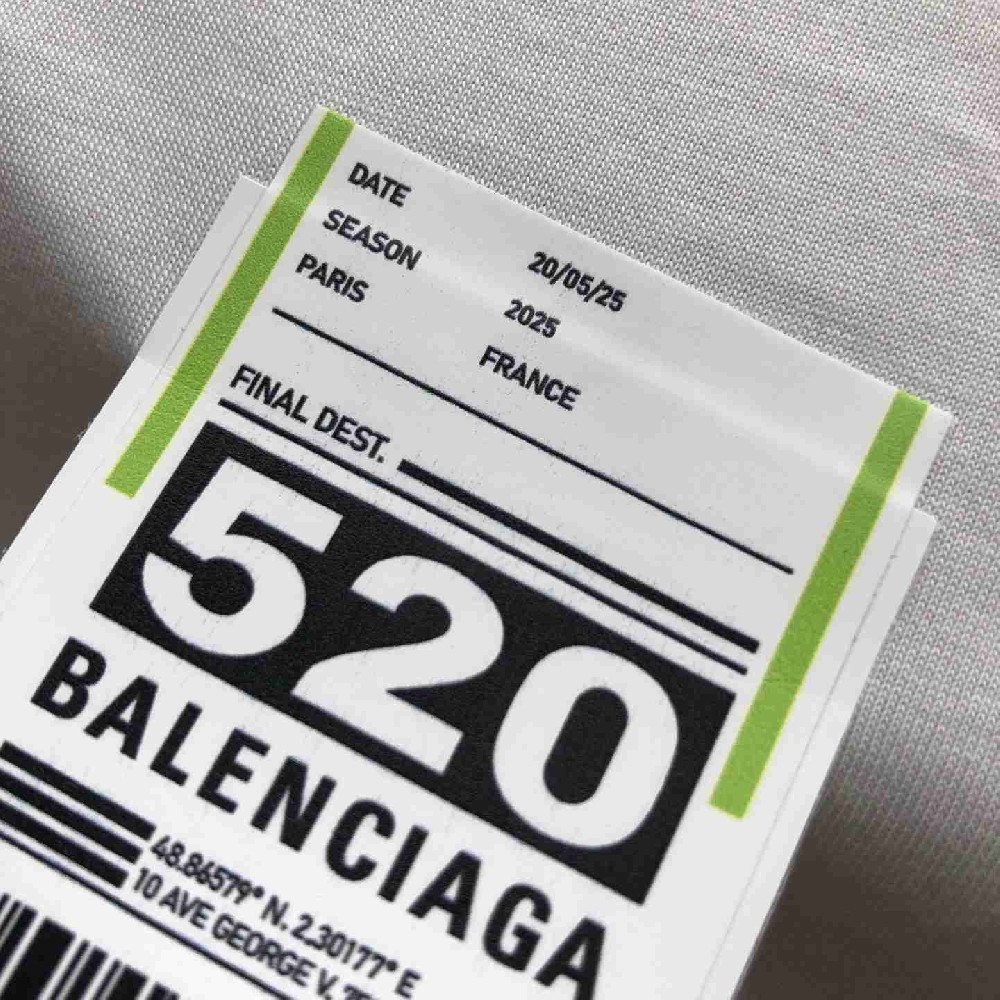 DATE 20/05/25
SEASON 2025
PARIS FRANCE
FINAL DEST.
520
BALENCIAGA
48.86579° N. 2.30177° E
10 AVE GEORGE V.